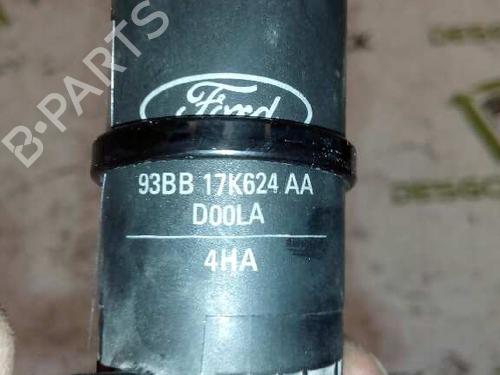 B-PARTS
Ford
93BB 17K624 AA
D00LA
4HA